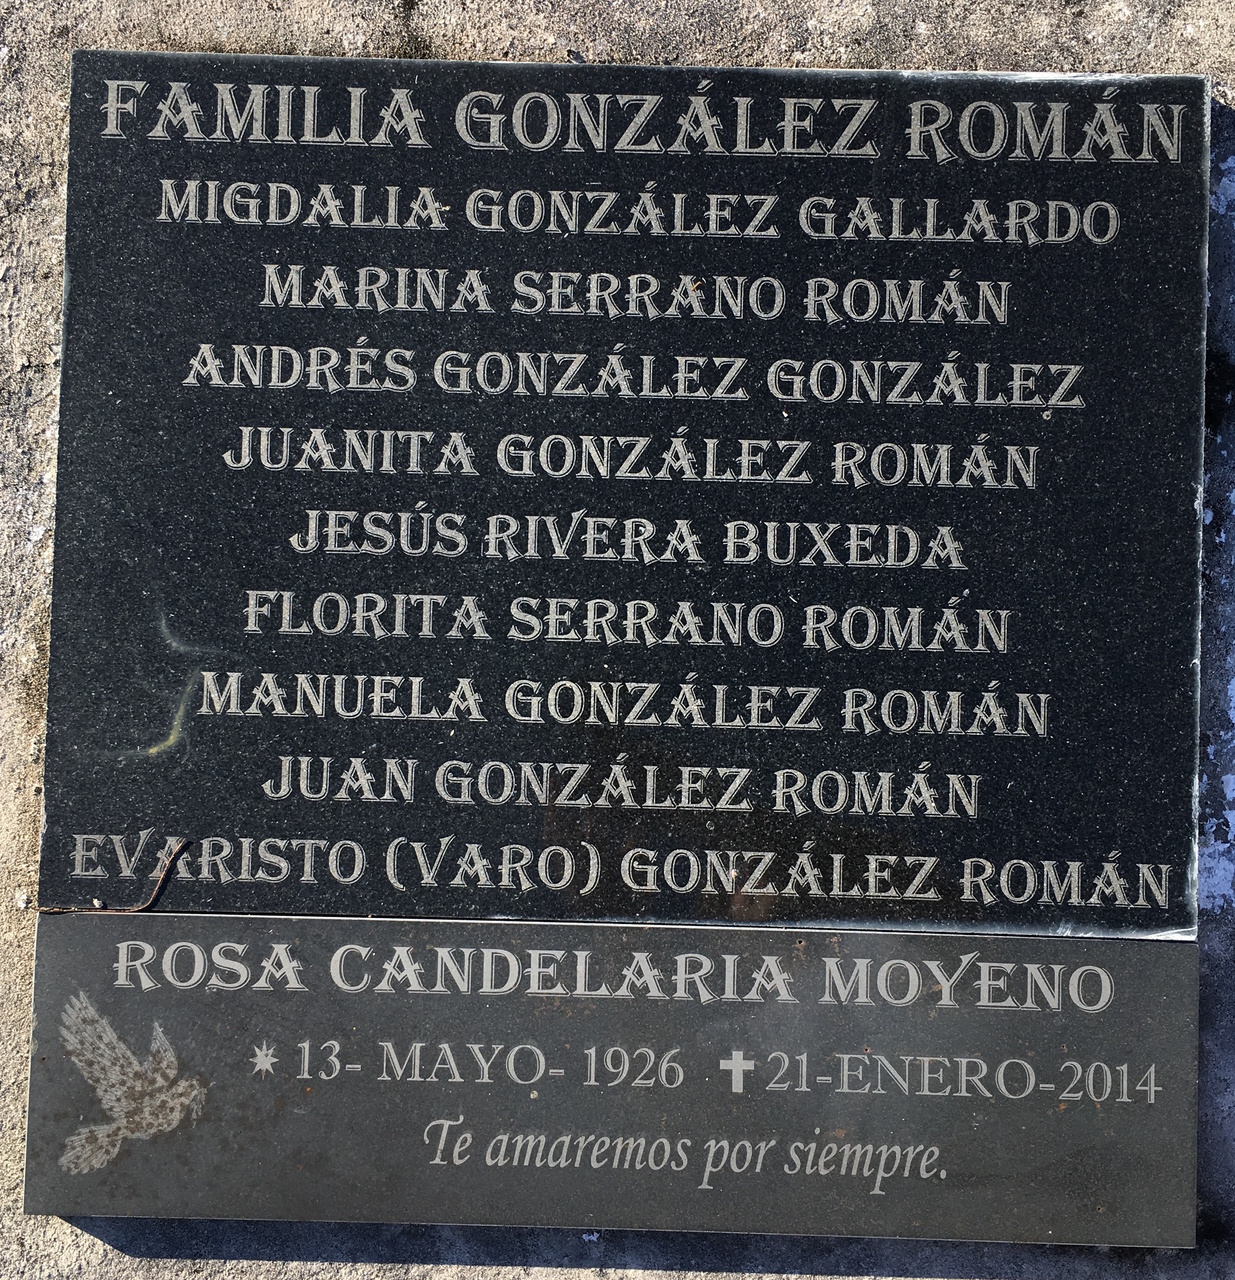 FAMILIA GONZÁLEZ ROMÁN
MIGDALIA GONZÁLEZ GALLARDO
MARINA SERRANO ROMÁN
ANDRÉS GONZÁLEZ GONZÁLEZ
JUANITA GONZÁLEZ ROMÁN
JESÚS RIVERA BUXEDA
FLORITA SERRANO ROMÁN
MANUELA GONZÁLEZ ROMÁN
JUAN GONZÁLEZ ROMÁN
EVARISTO (VARO) GONZÁLEZ ROMÁN
ROSA CANDELARIA MOYENO
13- MAYO- 1926 21-ENERO-2014
Te amaremos por siempre.